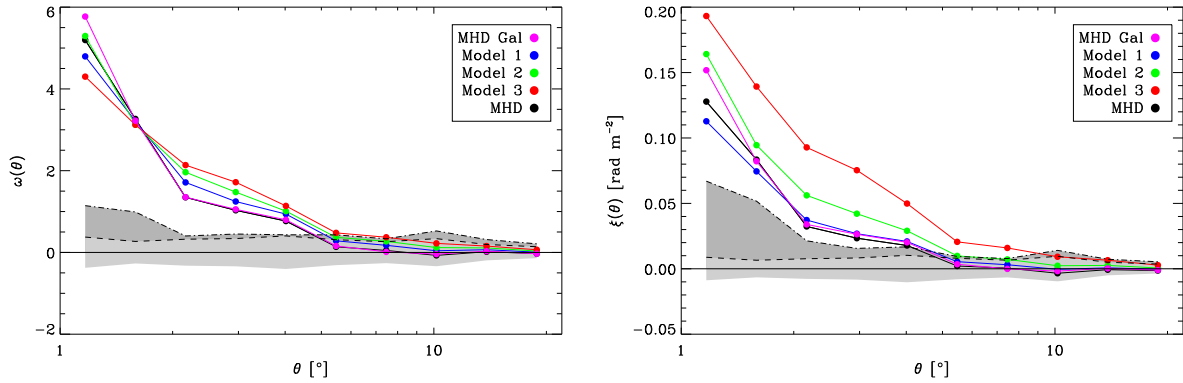 6
4
2
0
-2
ω(θ)
MHD Gal
Model 1
Model 2
Model 3
MHD
1
10
θ [°]
0.20
0.15
0.10
0.05
0.00
-0.05
ξ(θ) [rad m⁻²]
MHD Gal
Model 1
Model 2
Model 3
MHD
1
10
θ [°]